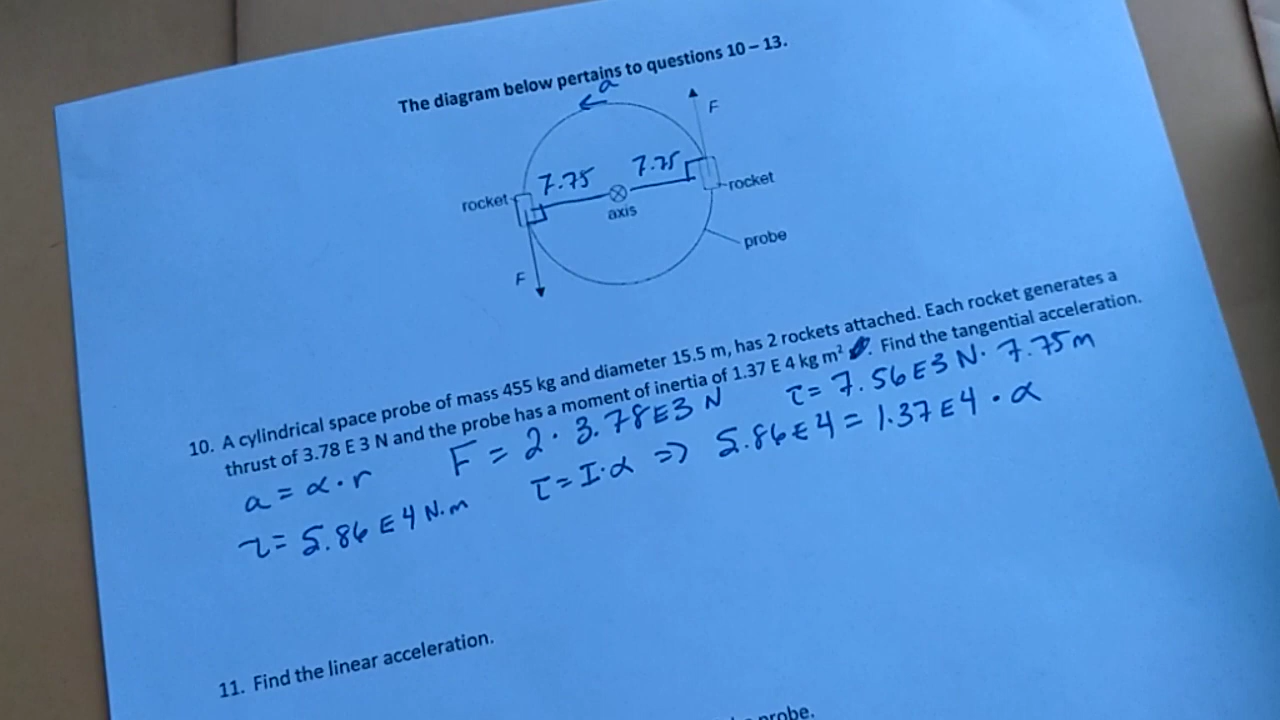 The diagram below pertains to questions 10 – 13.
a
F
7.75 7.75
rocket
rocket
axis
probe
F
10. A cylindrical space probe of mass 455 kg and diameter 15.5 m, has 2 rockets attached. Each rocket generates a
thrust of 3.78 E 3 N and the probe has a moment of inertia of 1.37 E 4 kg m². Find the tangential acceleration.
a = α · r F = 2 · 3.78E3 N τ = 7.56E3 N · 7.75m
τ = 5.86 E 4 N·m τ = I·α => 5.86E4 = 1.37E4 · α
11. Find the linear acceleration.
probe.